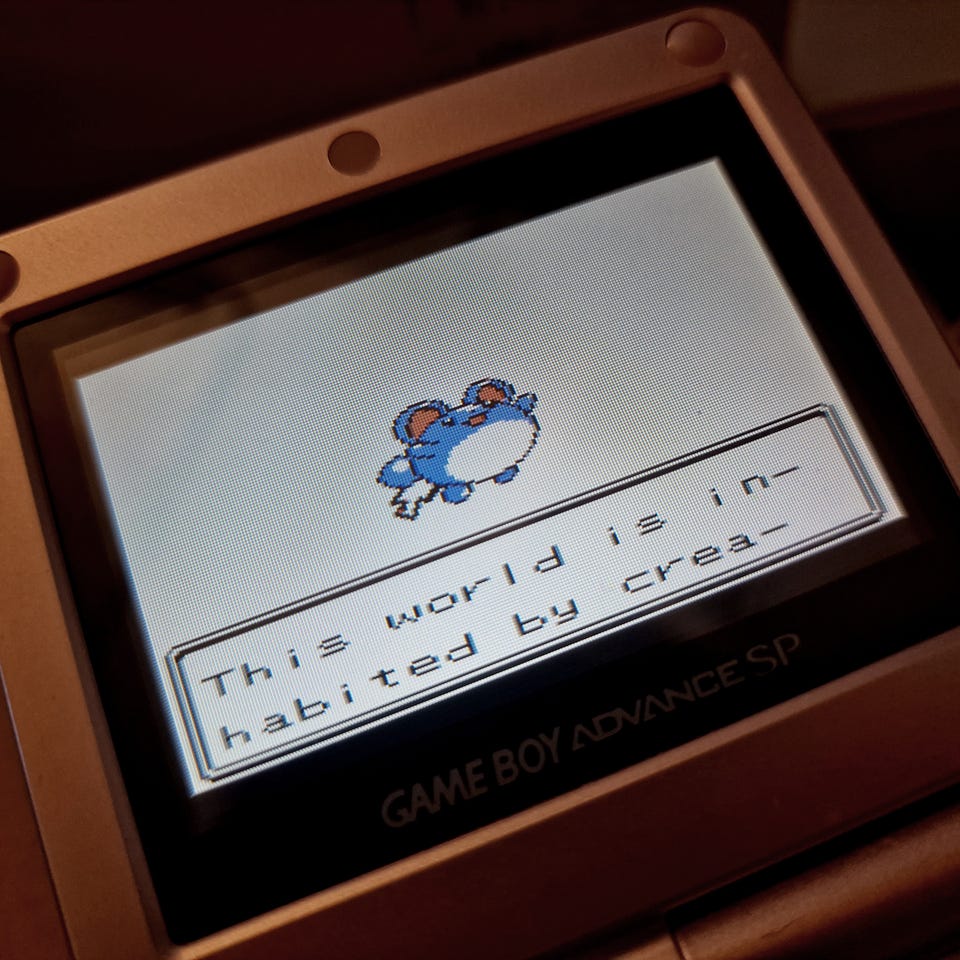 This world is in-
habited by crea-
GAME BOY ADVANCE SP